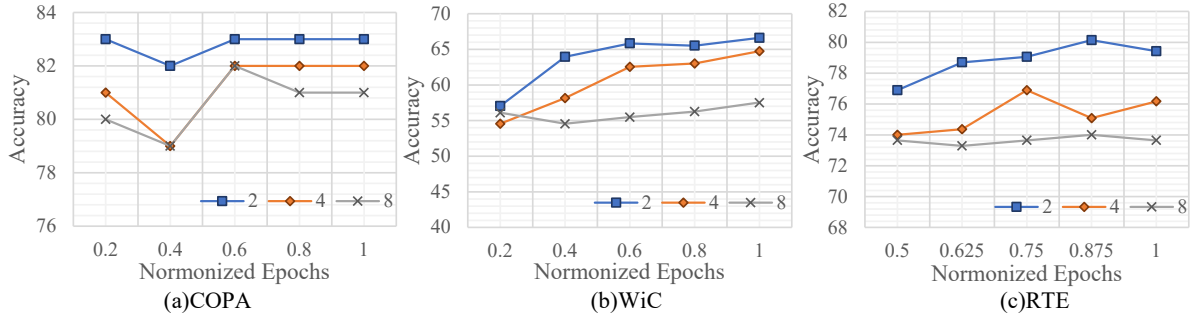 84
82
80
78
76
Accuracy
2 4 8
0.2 0.4 0.6 0.8 1
Normonized Epochs
(a)COPA
70
65
60
55
50
45
40
Accuracy
2 4 8
0.2 0.4 0.6 0.8 1
Normonized Epochs
(b)WiC
82
80
78
76
74
72
70
68
Accuracy
2 4 8
0.5 0.625 0.75 0.875 1
Normonized Epochs
(c)RTE